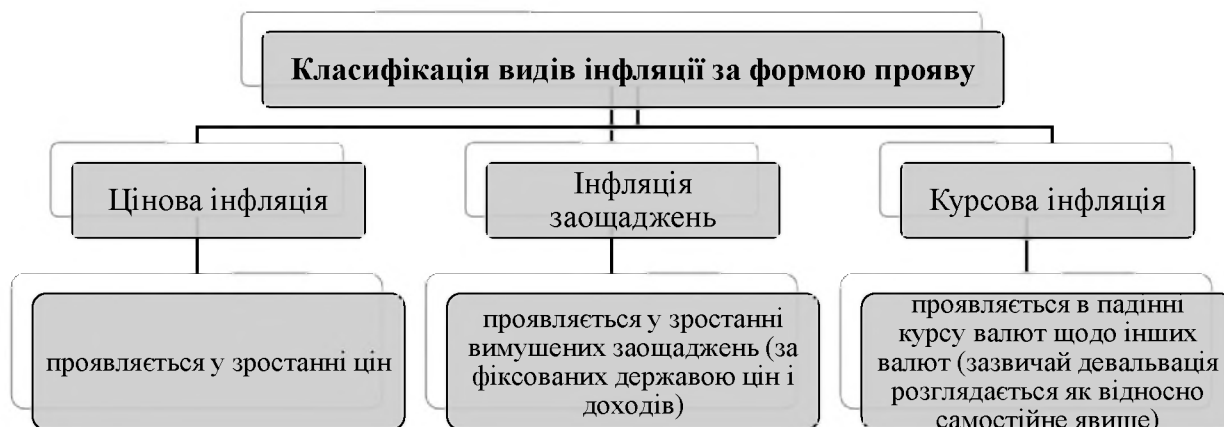 Класифікація видів інфляції за формою прояву
Цінова інфляція
Інфляція
заощаджень
Курсова інфляція
проявляється у зростанні цін
проявляється у зростанні
вимушених заощаджень (за
фіксованих державою цін і
доходів)
проявляється в падінні
курсу валют щодо інших
валют (зазвичай девальвація
розглядається як відносно
самостійне явище)